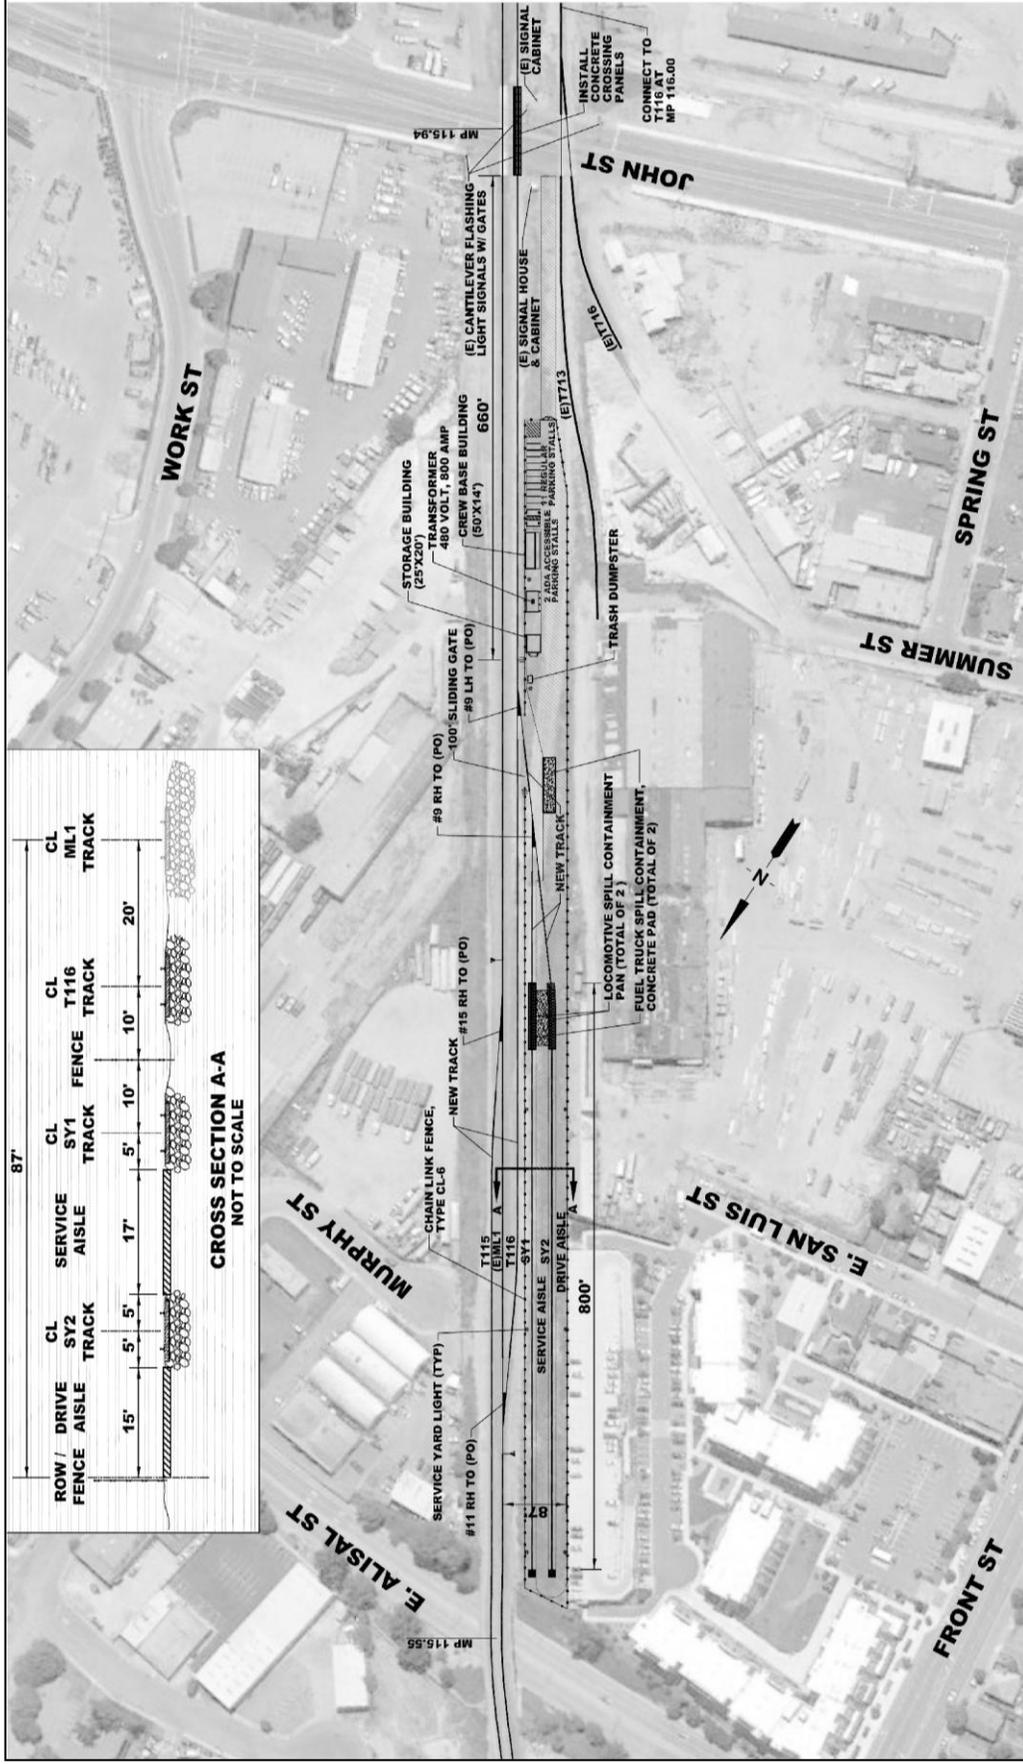 87'
ROW /
FENCE
DRIVE
AISLE
CL
SY2
TRACK
SERVICE
AISLE
CL
SY1
TRACK
FENCE
CL
T116
TRACK
CL
ML1
TRACK
15'
5'
5'
17'
5'
10'
10'
20'
CROSS SECTION A-A
NOT TO SCALE
E. ALISAL ST
MURPHY ST
WORK ST
MP 115.55
#11 RH TO (PO)
SERVICE YARD LIGHT (TYP)
CHAIN LINK FENCE,
TYPE CL-6
NEW TRACK
#15 RH TO (PO)
#9 RH TO (PO)
100' SLIDING GATE
#9 LH TO (PO)
STORAGE BUILDING
(25'X20')
TRANSFORMER
480 VOLT, 800 AMP
CREW BASE BUILDING
(50'X14')
660'
(E) CANTILEVER FLASHING
LIGHT SIGNALS W/ GATES
MP 115.94
(E) SIGNAL
CABINET
INSTALL
CONCRETE
CROSSING
PANELS
CONNECT TO
T116 AT
MP 116.00
(E) SIGNAL HOUSE
& CABINET
JOHN ST
T115
(E)ML1
T116
SY1
SY2
A
A
SERVICE AISLE
DRIVE AISLE
87'
800'
NEW TRACK
2 ADA ACCESSIBLE
PARKING STALLS
11 REGULAR
PARKING STALLS
(E)T713
(E)T716
TRASH DUMPSTER
LOCOMOTIVE SPILL CONTAINMENT
PAN (TOTAL OF 2 )
FUEL TRUCK SPILL CONTAINMENT,
CONCRETE PAD (TOTAL OF 2)
N
E. SAN LUIS ST
FRONT ST
SUMMER ST
SPRING ST